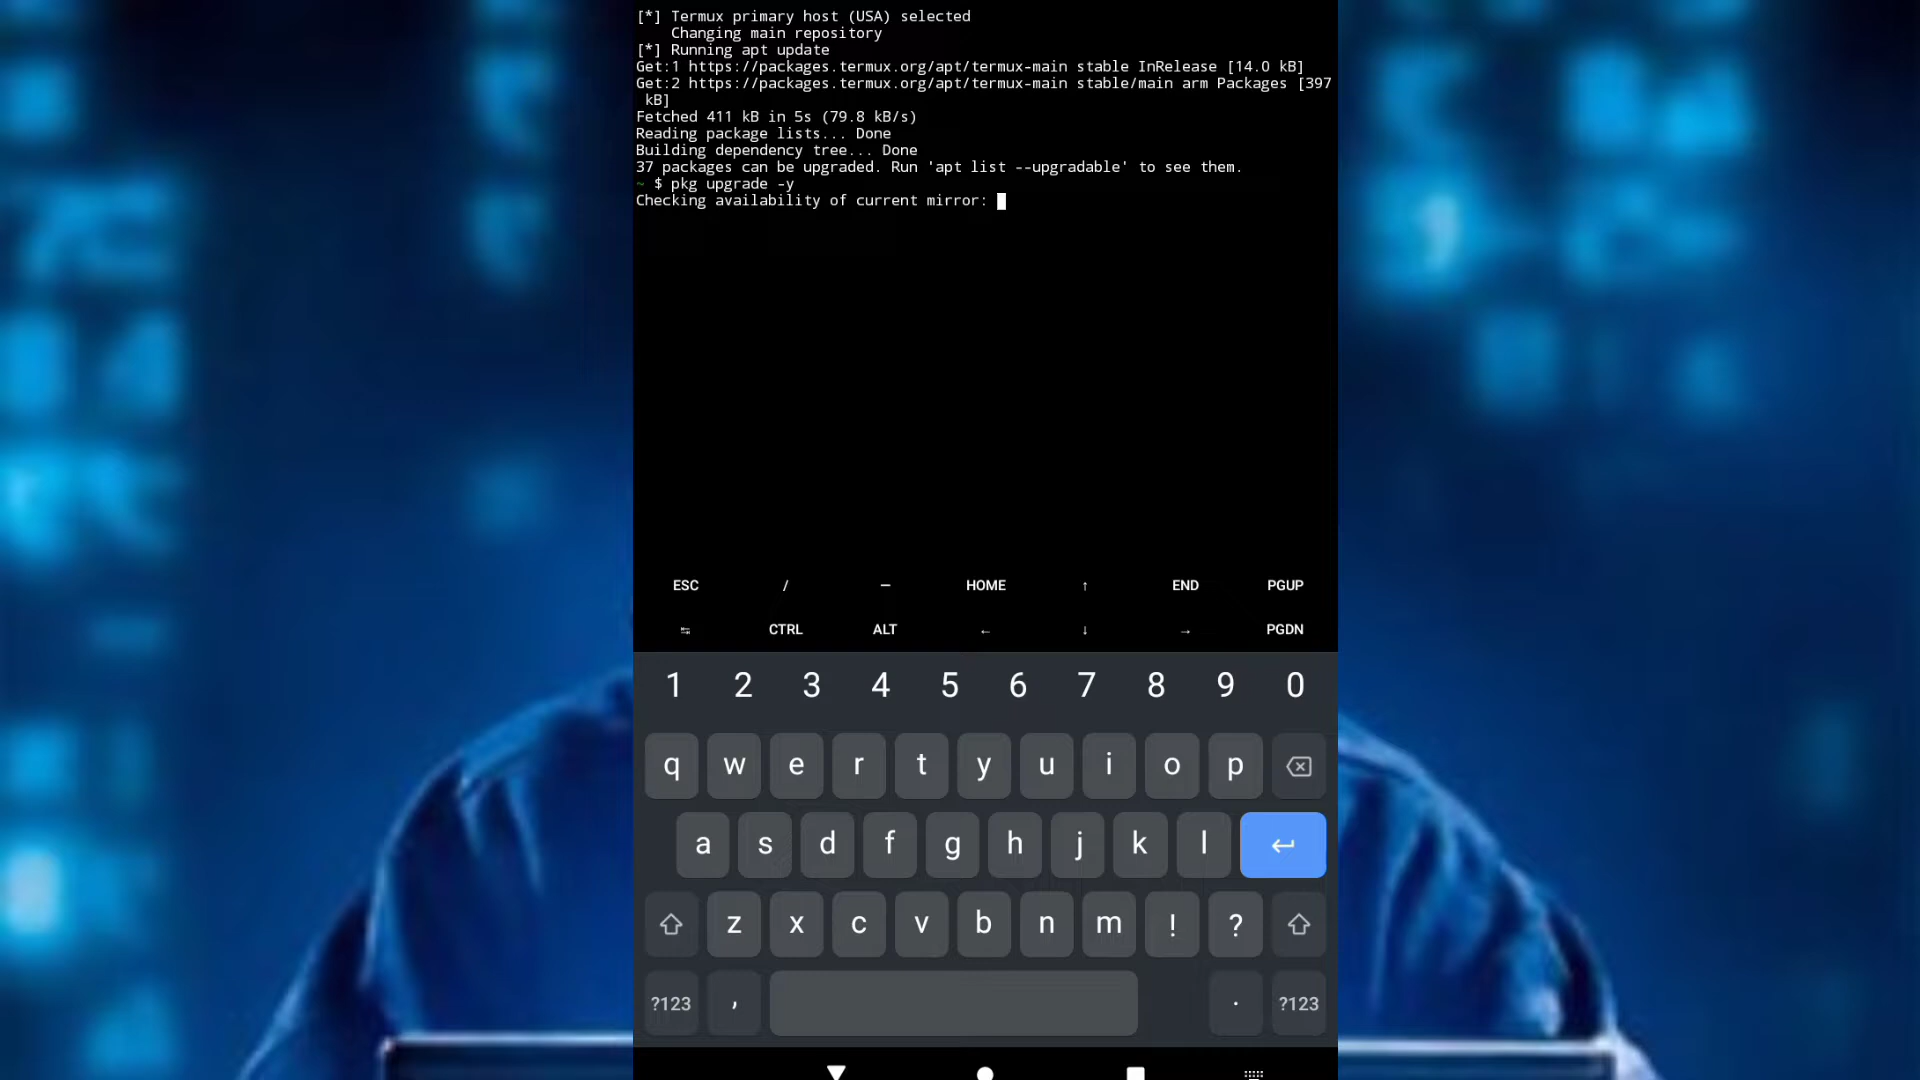 [*] Termux primary host (USA) selected
Changing main repository
[*] Running apt update
Get:1 https://packages.termux.org/apt/termux-main stable InRelease [14.0 kB]
Get:2 https://packages.termux.org/apt/termux-main stable/main arm Packages [397
kB]
Fetched 411 kB in 5s (79.8 kB/s)
Reading package lists... Done
Building dependency tree... Done
37 packages can be upgraded. Run 'apt list --upgradable' to see them.
~ $ pkg upgrade -y
Checking availability of current mirror:
ESC / — HOME ↑ END PGUP
↹ CTRL ALT ← ↓ → PGDN
1 2 3 4 5 6 7 8 9 0
q w e r t y u i o p
a s d f g h j k l
z x c v b n m ! ?
?123 , . ?123